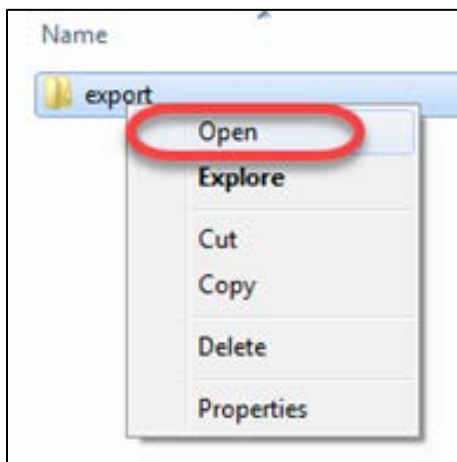 Name
export
Open
Explore
Cut
Copy
Delete
Properties